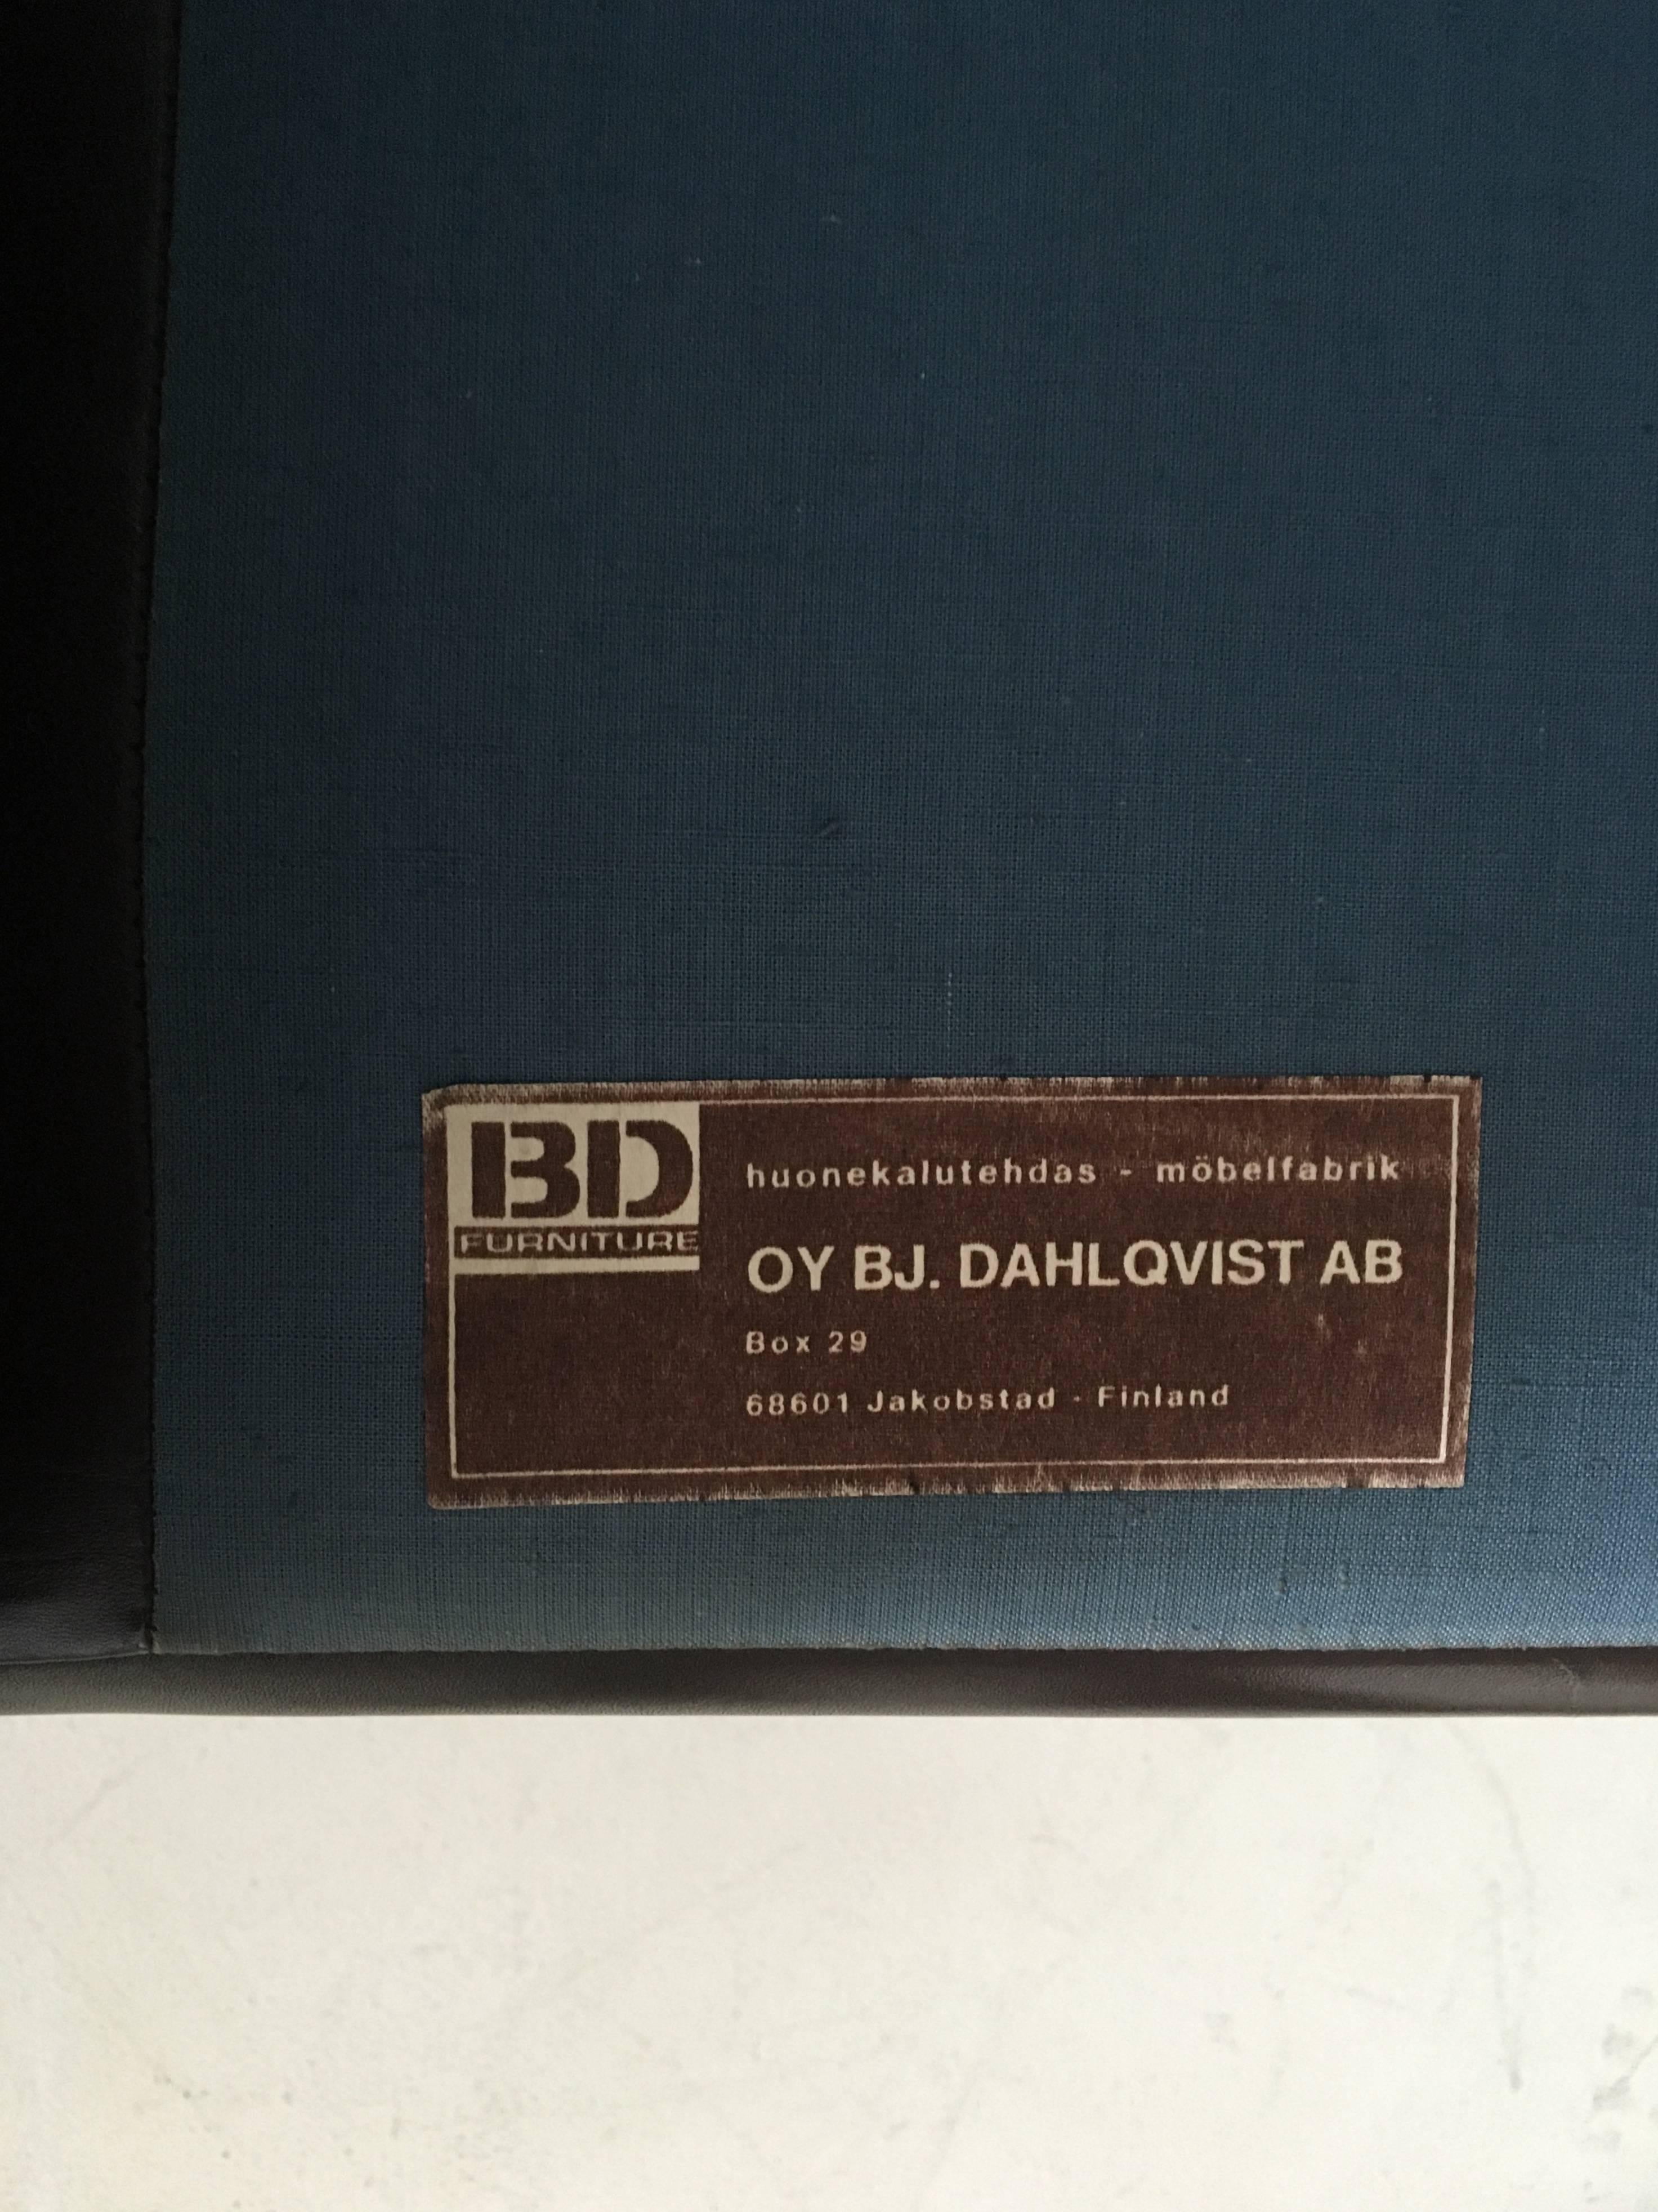 BD
FURNITURE
huonekalutehdas - möbelfabrik
OY BJ. DAHLQVIST AB
Box 29
68601 Jakobstad - Finland